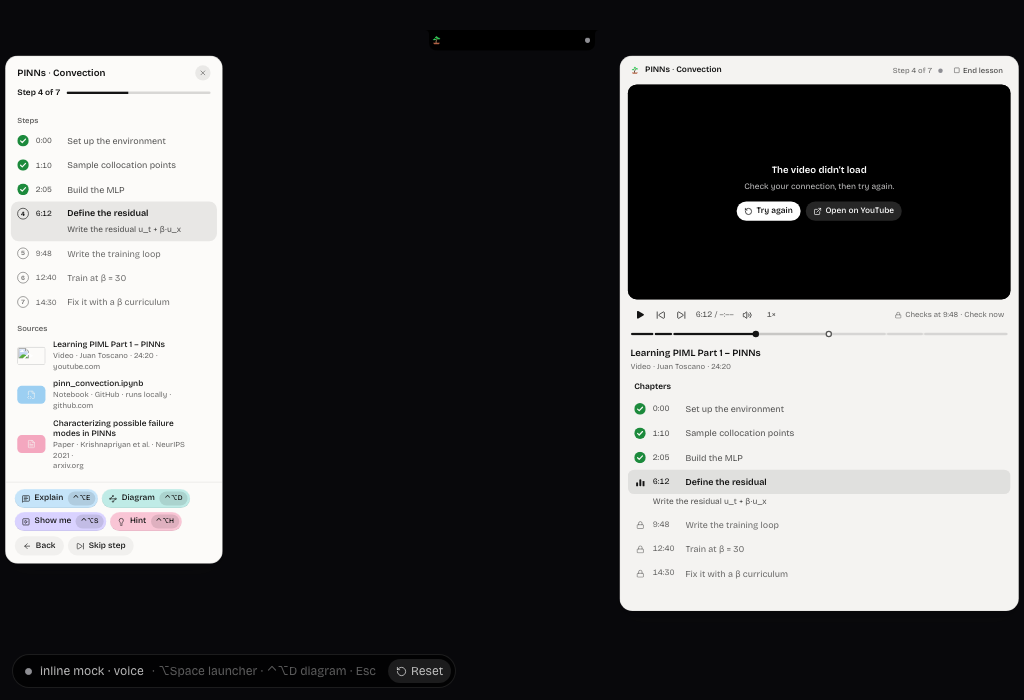 PINNs · Convection
Step 4 of 7
Steps
0:00 Set up the environment
1:10 Sample collocation points
2:05 Build the MLP
4 6:12 Define the residual
Write the residual u_t + β·u_x
5 9:48 Write the training loop
6 12:40 Train at β = 30
7 14:30 Fix it with a β curriculum
Sources
Learning PIML Part 1 – PINNs
Video · Juan Toscano · 24:20 ·
youtube.com
pinn_convection.ipynb
Notebook · GitHub · runs locally ·
github.com
Characterizing possible failure
modes in PINNs
Paper · Krishnapriyan et al. · NeurIPS
2021 ·
arxiv.org
Explain ^⌥E Diagram ^⌥D
Show me ^⌥S Hint ^⌥H
Back Skip step
PINNs · Convection Step 4 of 7 End lesson
The video didn't load
Check your connection, then try again.
Try again Open on YouTube
6:12 / –:–– 1× Checks at 9:48 · Check now
Learning PIML Part 1 – PINNs
Video · Juan Toscano · 24:20
Chapters
0:00 Set up the environment
1:10 Sample collocation points
2:05 Build the MLP
6:12 Define the residual
Write the residual u_t + β·u_x
9:48 Write the training loop
12:40 Train at β = 30
14:30 Fix it with a β curriculum
inline mock · voice · ⌥Space launcher · ^⌥D diagram · Esc Reset